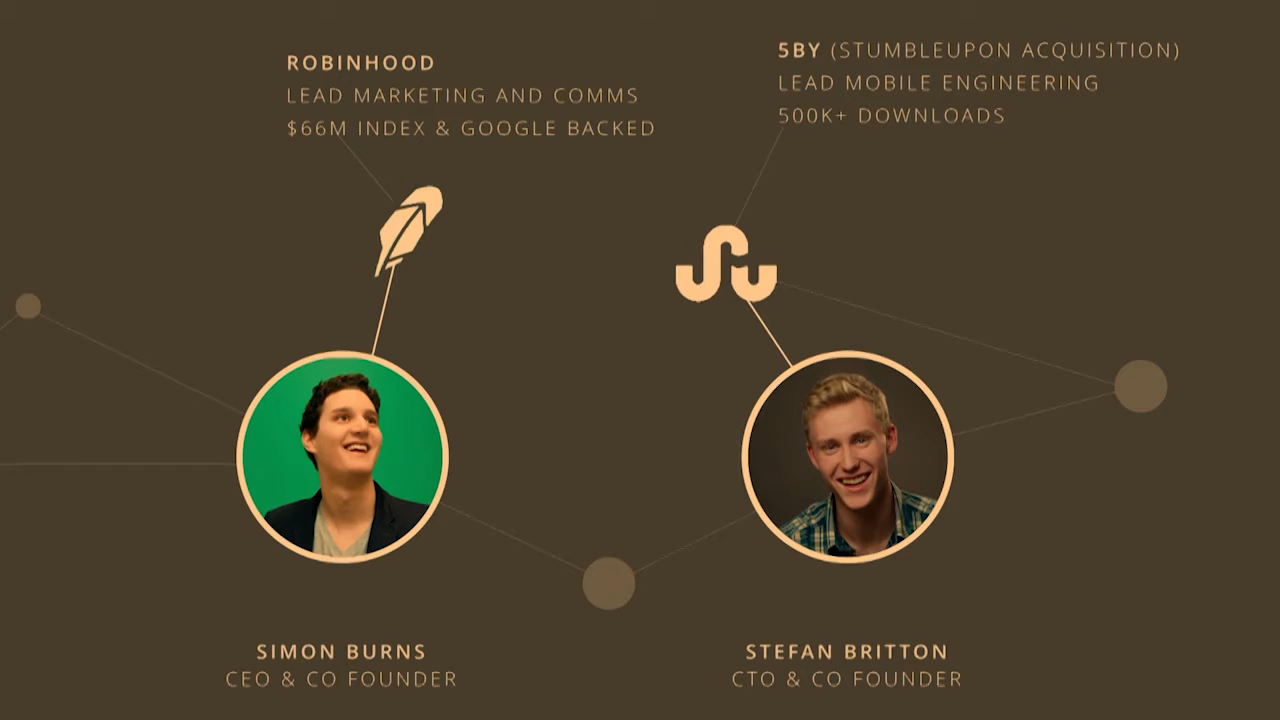 ROBINHOOD
LEAD MARKETING AND COMMS
$66M INDEX & GOOGLE BACKED
5BY (STUMBLEUPON ACQUISITION)
LEAD MOBILE ENGINEERING
500K+ DOWNLOADS
SIMON BURNS
CEO & CO FOUNDER
STEFAN BRITTON
CTO & CO FOUNDER